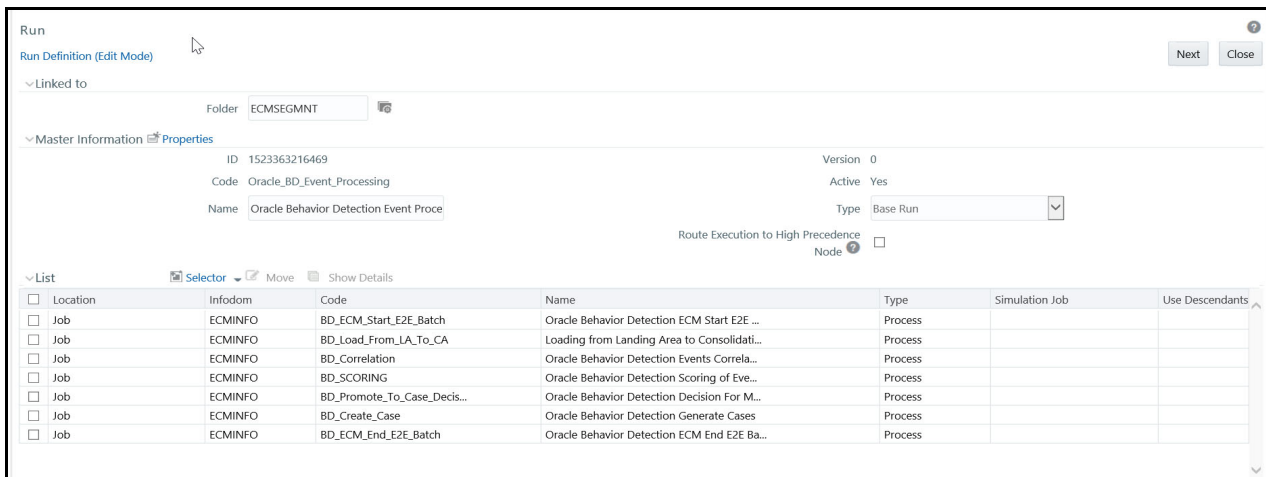 Run
Run Definition (Edit Mode)
Next Close
Linked to
Folder ECMSEGMNT
Master Information Properties
ID 1523363216469 Version 0
Code Oracle_BD_Event_Processing Active Yes
Name Oracle Behavior Detection Event Proce Type Base Run
Route Execution to High Precedence
Node
List Selector Move Show Details
Location Infodom Code Name Type Simulation Job Use Descendants
Job ECMINFO BD_ECM_Start_E2E_Batch Oracle Behavior Detection ECM Start E2E ... Process
Job ECMINFO BD_Load_From_LA_To_CA Loading from Landing Area to Consolidati... Process
Job ECMINFO BD_Correlation Oracle Behavior Detection Events Correla... Process
Job ECMINFO BD_SCORING Oracle Behavior Detection Scoring of Eve... Process
Job ECMINFO BD_Promote_To_Case_Decis... Oracle Behavior Detection Decision For M... Process
Job ECMINFO BD_Create_Case Oracle Behavior Detection Generate Cases Process
Job ECMINFO BD_ECM_End_E2E_Batch Oracle Behavior Detection ECM End E2E Ba... Process